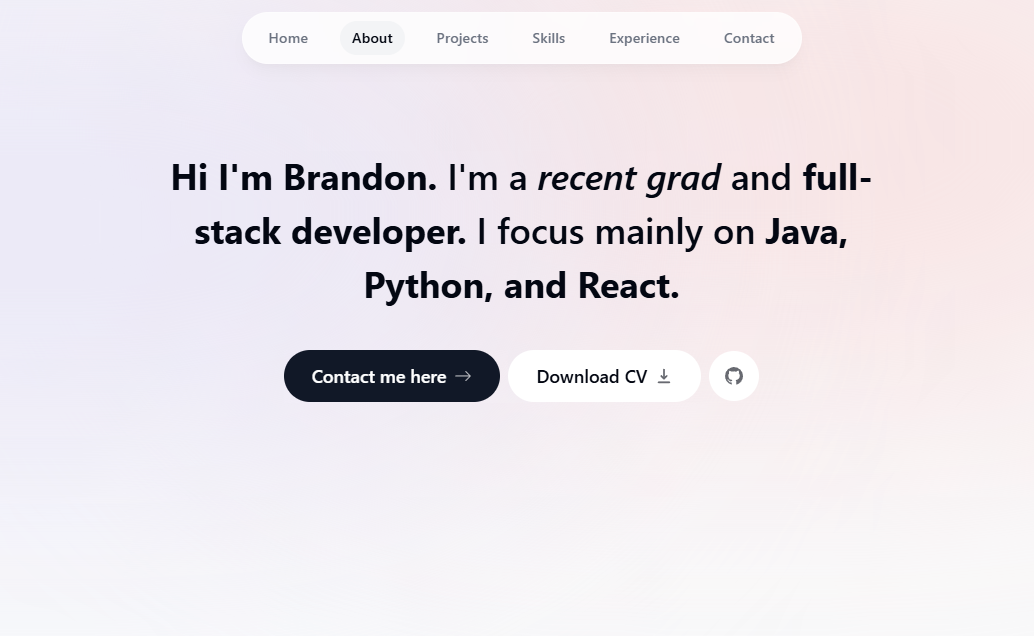 Home About Projects Skills Experience Contact
Hi I'm Brandon. I'm a recent grad and full-
stack developer. I focus mainly on Java,
Python, and React.
Contact me here → Download CV